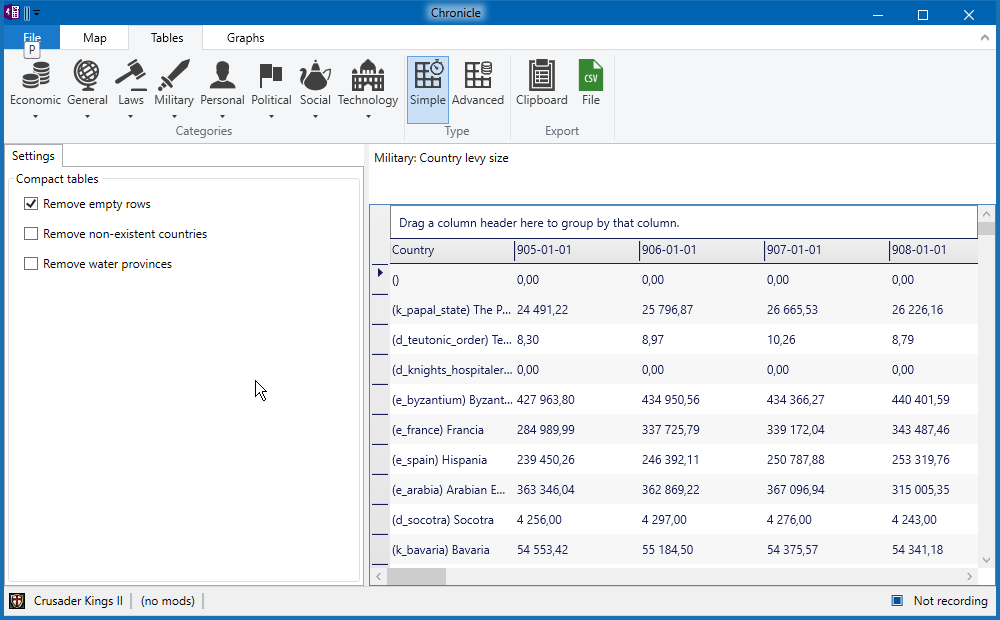 Chronicle
File Map Tables Graphs
P
Economic General Laws Military Personal Political Social Technology Simple Advanced Clipboard File
CSV
Categories Type Export
Settings
Compact tables
Remove empty rows
Remove non-existent countries
Remove water provinces
Military: Country levy size
Drag a column header here to group by that column.
Country 905-01-01 906-01-01 907-01-01 908-01-01
() 0,00 0,00 0,00 0,00
(k_papal_state) The P... 24 491,22 25 796,87 26 665,53 26 226,16
(d_teutonic_order) Te... 8,30 8,97 10,26 8,79
(d_knights_hospitaler... 0,00 0,00 0,00 0,00
(e_byzantium) Byzant... 427 963,80 434 950,56 434 366,27 440 401,59
(e_france) Francia 284 989,99 337 725,79 339 172,04 343 487,46
(e_spain) Hispania 239 450,26 246 392,11 250 787,88 253 319,76
(e_arabia) Arabian E... 363 346,04 362 869,22 367 096,94 315 005,35
(d_socotra) Socotra 4 256,00 4 297,00 4 276,00 4 243,00
(k_bavaria) Bavaria 54 553,42 55 184,50 54 375,57 54 341,18
Crusader Kings II (no mods) Not recording